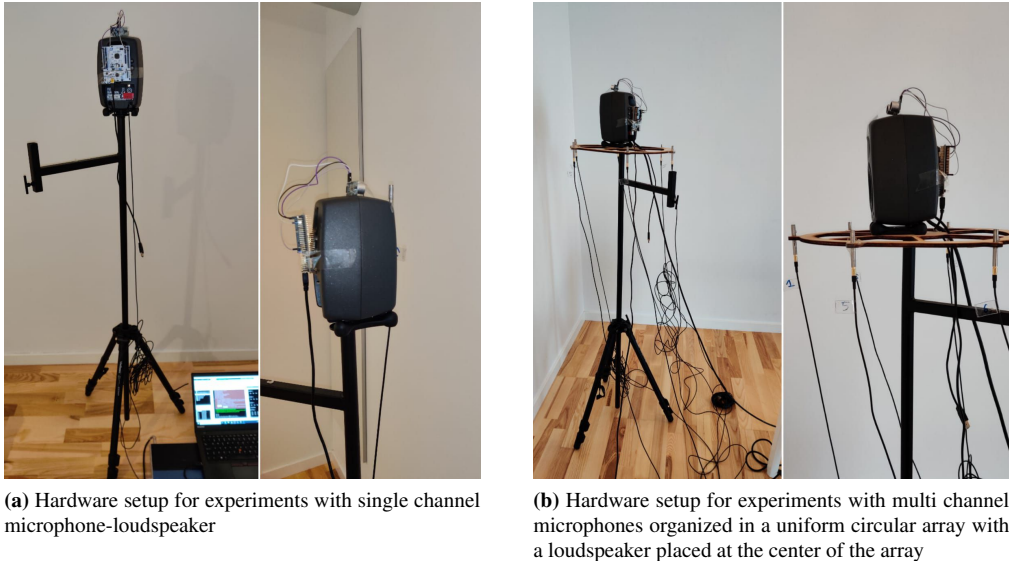 1
5
(a) Hardware setup for experiments with single channel
microphone-loudspeaker
(b) Hardware setup for experiments with multi channel
microphones organized in a uniform circular array with
a loudspeaker placed at the center of the array